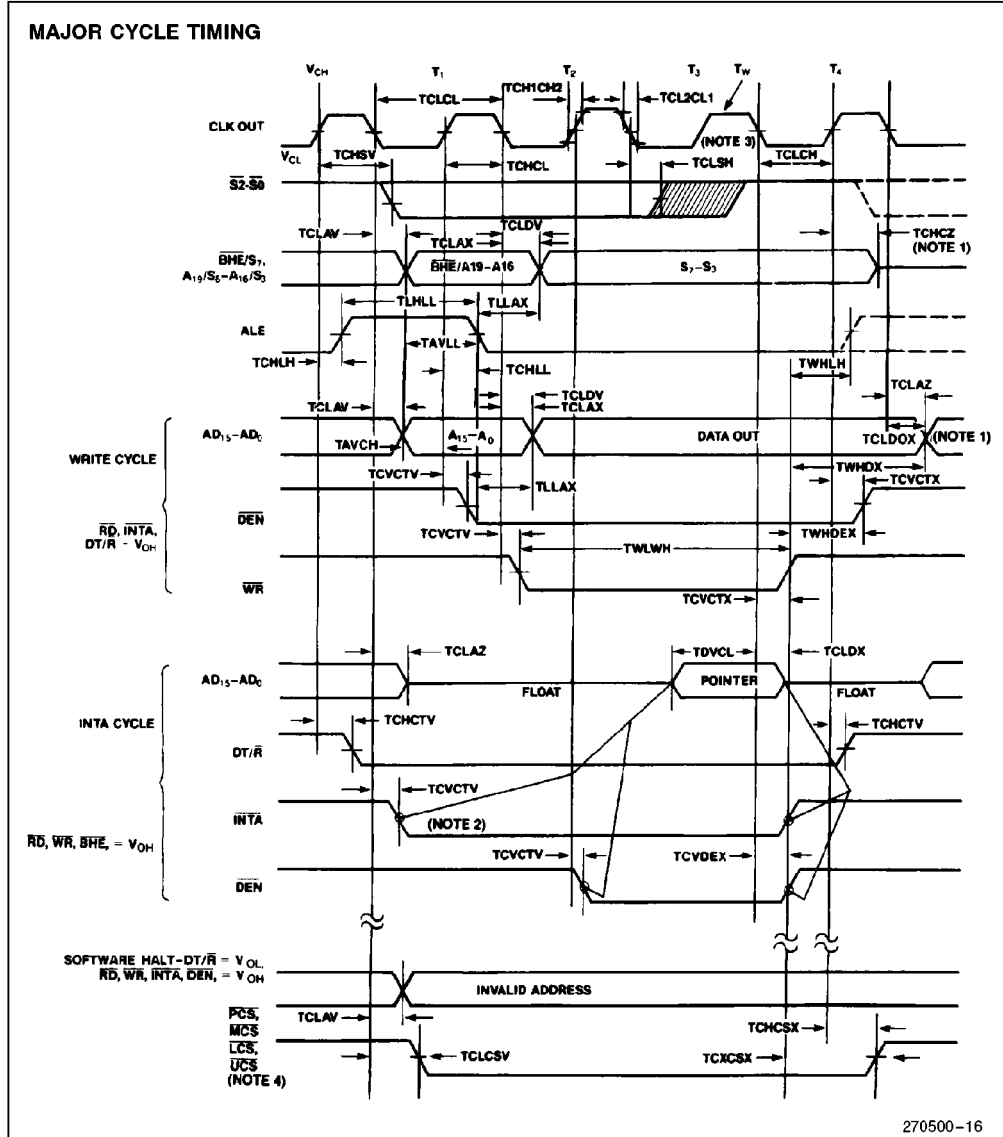 MAJOR CYCLE TIMING
VCH T1 T2 T3 TW T4
TCLCL TCH1CH2 TCL2CL1
CLK OUT
(NOTE 3)
VCL TCHSV TCHCL TCLSH TCLCH
S2-S0
TCLDV
TCLAV TCLAX TCHCZ
(NOTE 1)
BHE/S7,
A19/S6-A16/S3
BHE/A19-A16 S7-S3
TLHLL TLLAX
ALE
TAVLL
TCHLH TCHLL TWHLH
TCLDV TCLAZ
TCLAV TCLAX
AD15-AD0 A15-A0 DATA OUT (NOTE 1)
TAVCH TCLDOX
WRITE CYCLE
TWHDX
TCVCTV TLLAX TCVCTX
DEN
RD, INTA,
DT/R - VOH
TCVCTV TWLWH TWHDEX
WR
TCVCTX
TCLAZ TDVCL TCLDX
AD15-AD0 FLOAT POINTER FLOAT
INTA CYCLE
TCHCTV TCHCTV
DT/R
TCVCTV
INTA (NOTE 2)
RD, WR, BHE, = VOH
TCVCTV TCVDEX
DEN
SOFTWARE HALT-DT/R = VOL,
RD, WR, INTA, DEN, = VOH
INVALID ADDRESS
PCS,
MCS
TCLAV TCHCSX
LCS,
UCS
(NOTE 4)
TCLCSV TCXCSX
270500-16